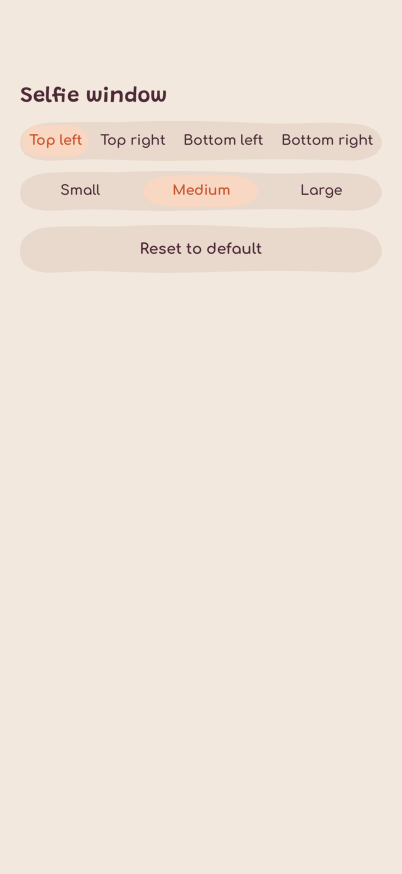 Selfie window
Top left Top right Bottom left Bottom right
Small Medium Large
Reset to default